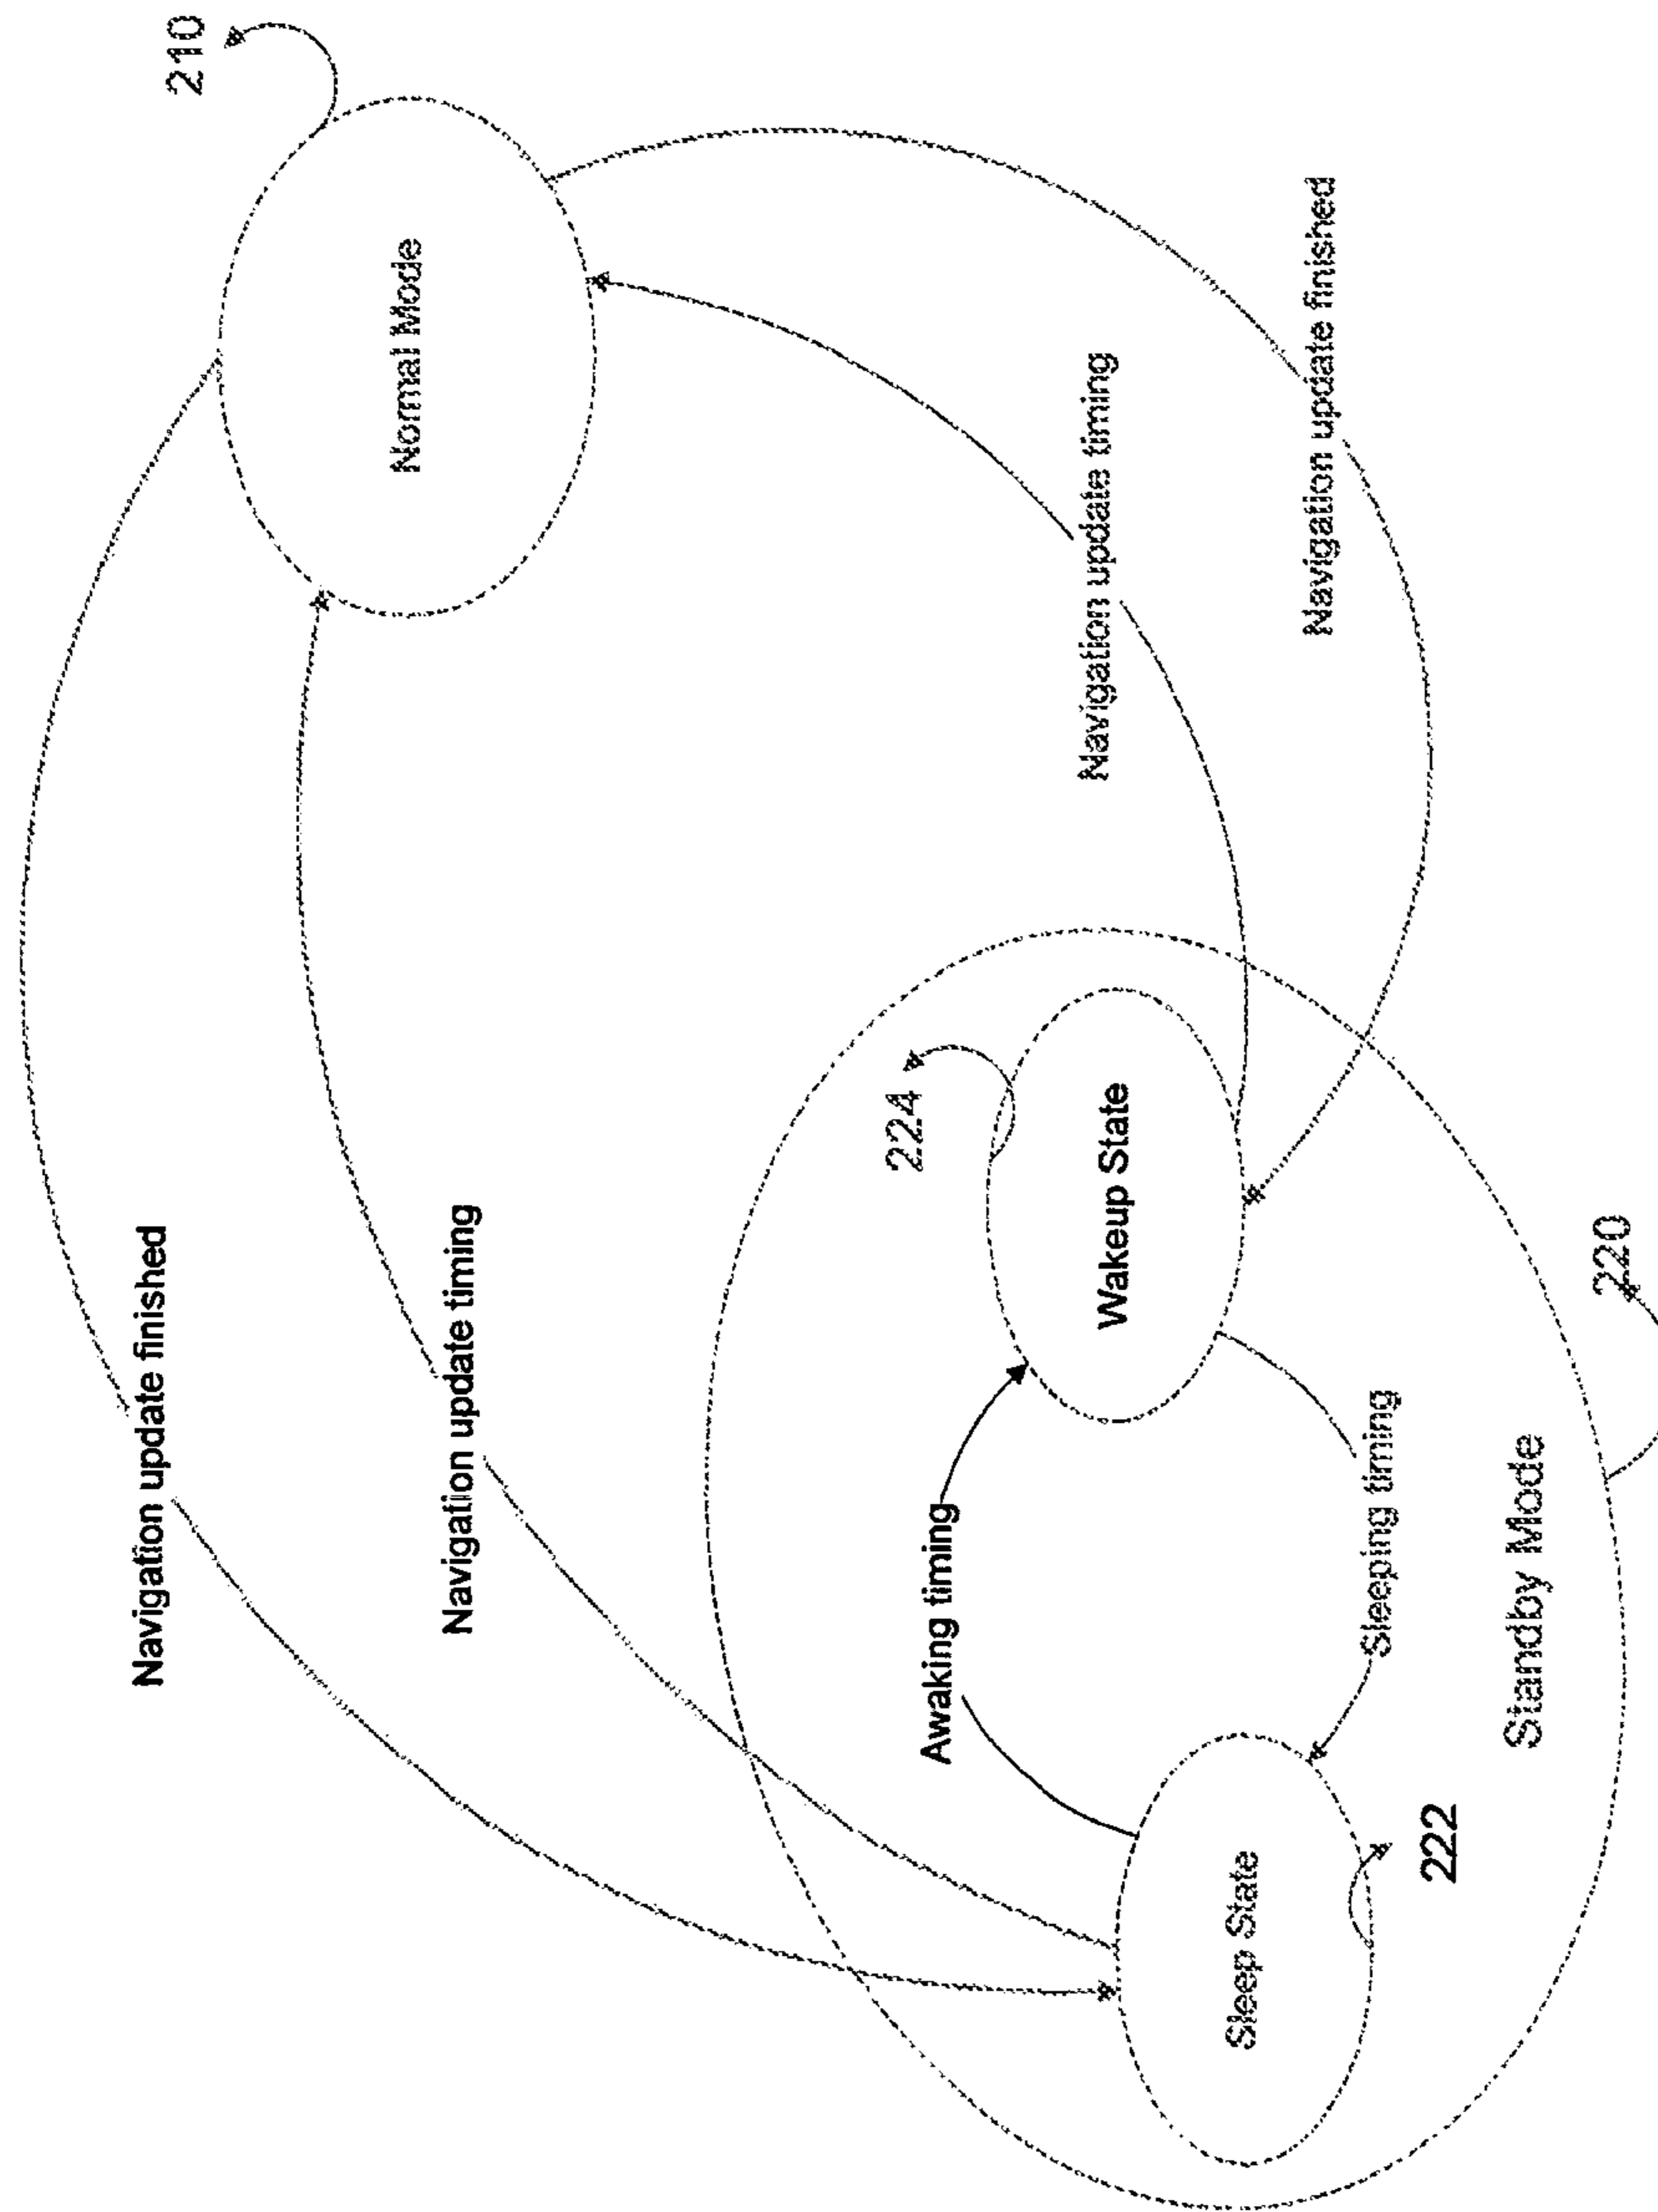 Navigation update finished
210
Navigation update timing
Normal Mode
Awaking timing
224
Navigation update timing
Wakeup State
Sleep State
Sleeping timing
Navigation update finished
222
Standby Mode
220